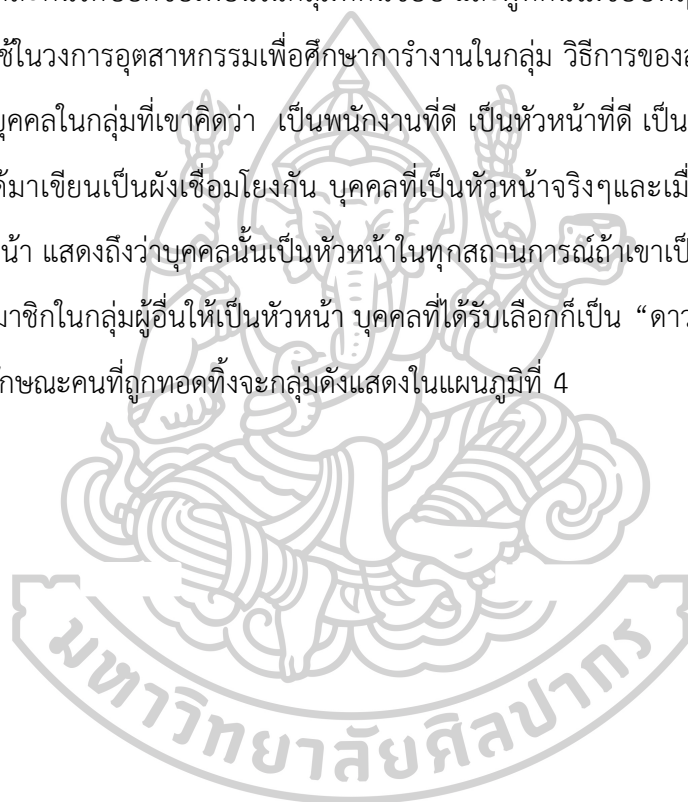 ใช้ในวงการอุตสาหกรรมเพื่อศึกษาการำงานในกลุ่ม วิธีการของ
บุคคลในกลุ่มที่เขาคิดว่า เป็นพนักงานที่ดี เป็นหัวหน้าที่ดี เป็น
มาเขียนเป็นผังเชื่อมโยงกัน บุคคลที่เป็นหัวหน้าจริงๆและเมื่
น้า แสดงถึงว่าบุคคลนั้นเป็นหัวหน้าในทุกสถานการณ์ถ้าเขาเป็
มาชิกในกลุ่มผู้อื่นให้เป็นหัวหน้า บุคคลที่ได้รับเลือกก็เป็น “ดาว
ักษณะคนที่ถูกทอดทิ้งจะกลุ่มดังแสดงในแผนภูมิที่ 4
มหาวิทยาลัยศิลปากร